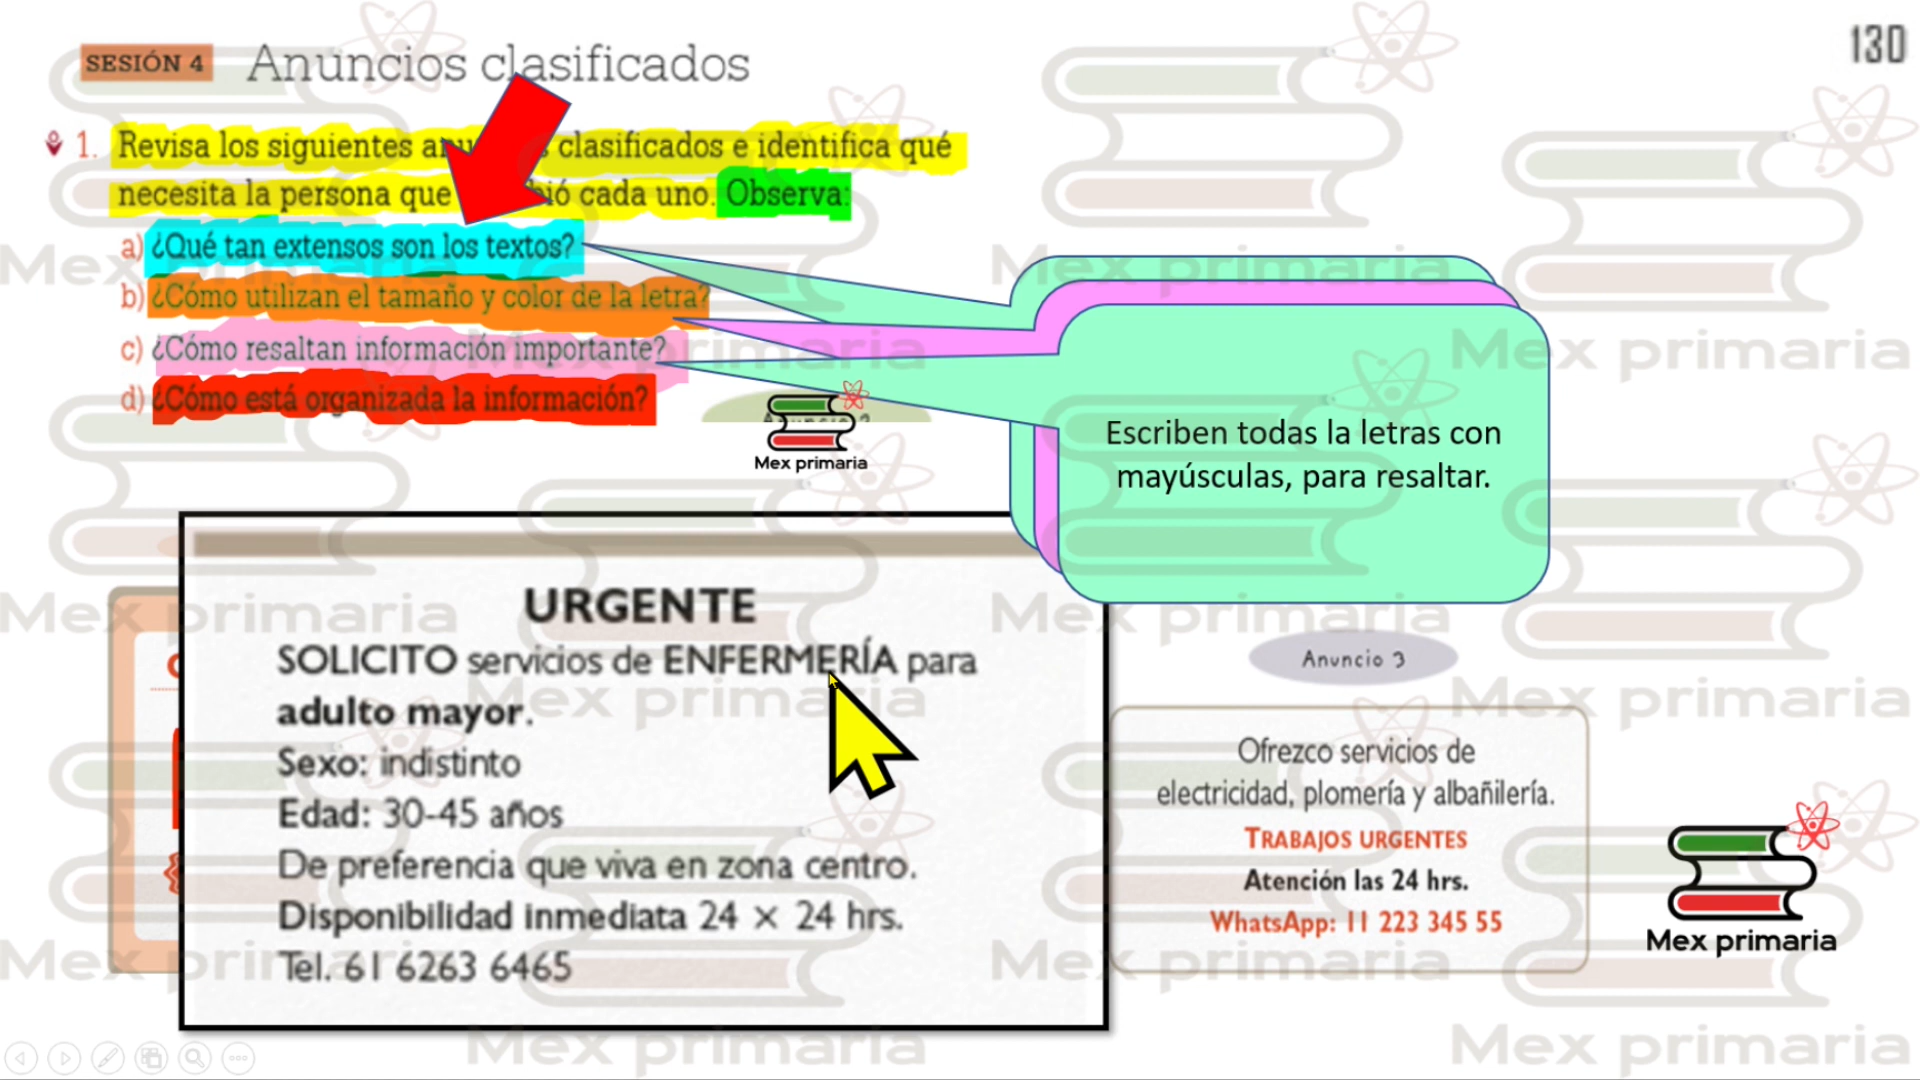 SESIÓN 4 Anuncios clasificados
130
1. Revisa los siguientes clasificados e identifica qué
necesita la persona que cada uno. Observa:
a) ¿Qué tan extensos son los textos?
b) ¿Cómo utilizan el tamaño y color de la letra?
c) ¿Cómo resaltan información importante?
d) ¿Cómo está organizada la información?
Mex primaria
Escriben todas la letras con
mayúsculas, para resaltar.
URGENTE
SOLICITO servicios de ENFERMERÍA para
adulto mayor.
Sexo: indistinto
Edad: 30-45 años
De preferencia que viva en zona centro.
Disponibilidad inmediata 24 × 24 hrs.
Tel. 61 6263 6465
Anuncio 3
Ofrezco servicios de
electricidad, plomería y albañilería.
TRABAJOS URGENTES
Atención las 24 hrs.
WhatsApp: 11 223 345 55
Mex primaria